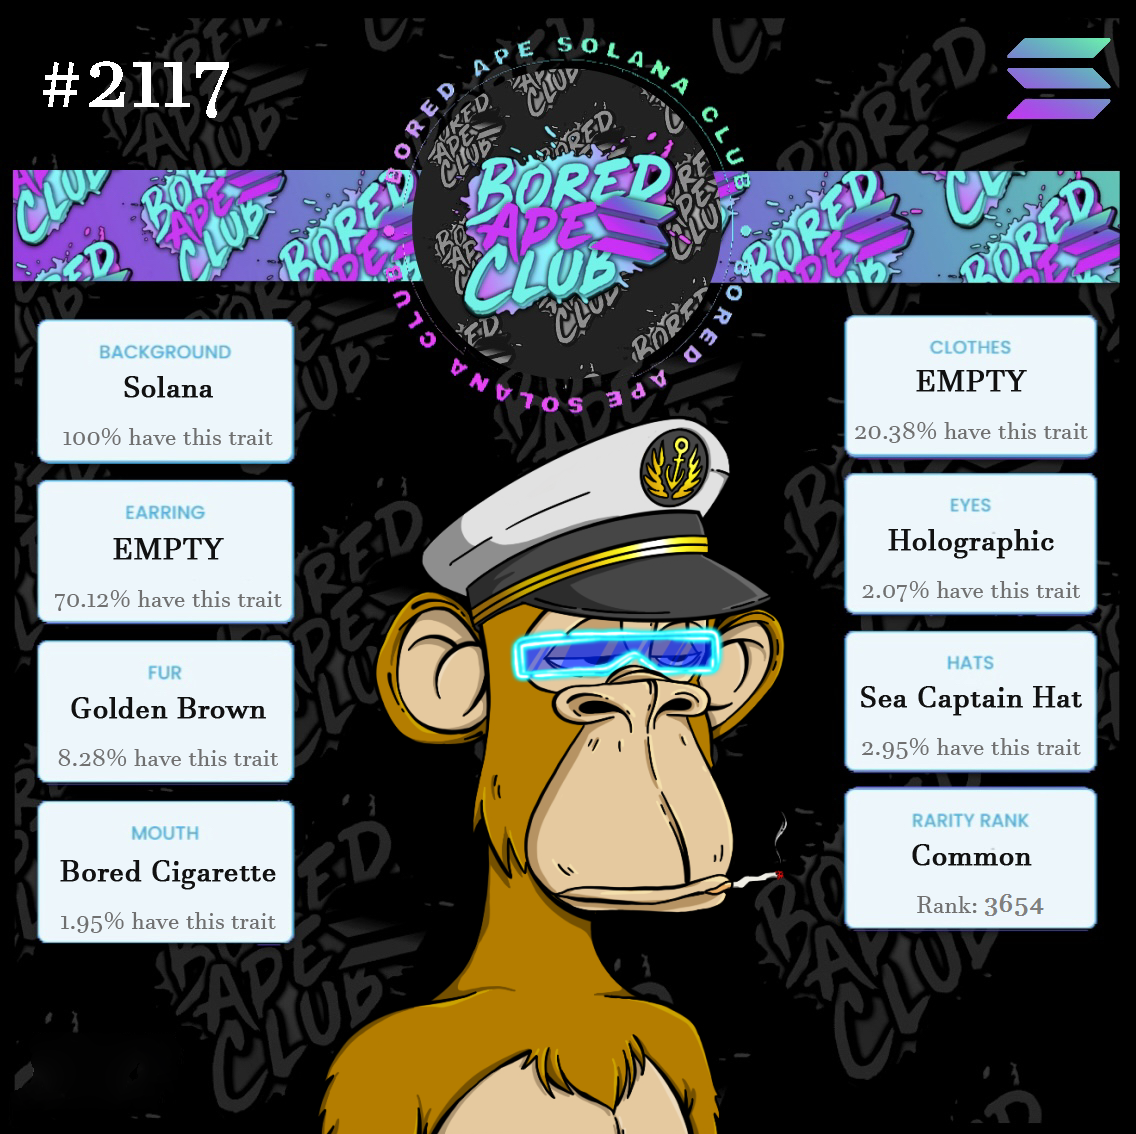 #2117
BORED APE SOLANA CLUB
BORED
APE
CLUB
BORED APE SOLANA CLUB
BACKGROUND
Solana
100% have this trait
EARRING
EMPTY
70.12% have this trait
FUR
Golden Brown
8.28% have this trait
MOUTH
Bored Cigarette
1.95% have this trait
CLOTHES
EMPTY
20.38% have this trait
EYES
Holographic
2.07% have this trait
HATS
Sea Captain Hat
2.95% have this trait
RARITY RANK
Common
Rank: 3654